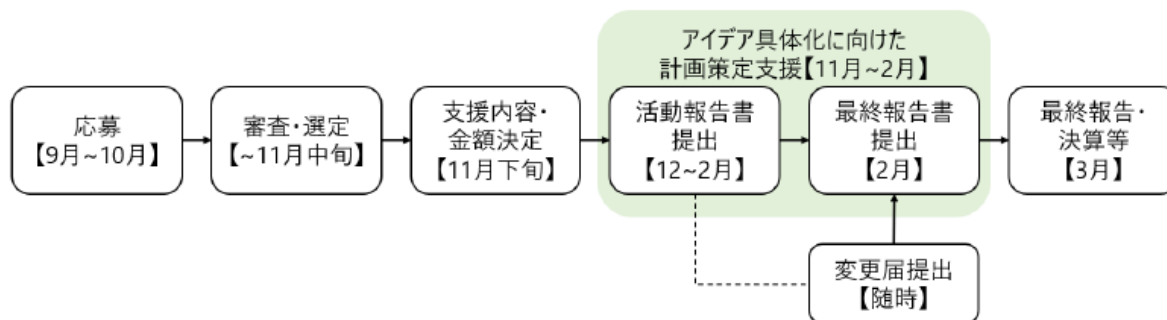 アイデア具体化に向けた
計画策定支援【11月~2月】
応募
【9月~10月】
審査・選定
【~11月中旬】
支援内容・
金額決定
【11月下旬】
活動報告書
提出
【12~2月】
最終報告書
提出
【2月】
最終報告・
決算等
【3月】
変更届提出
【随時】